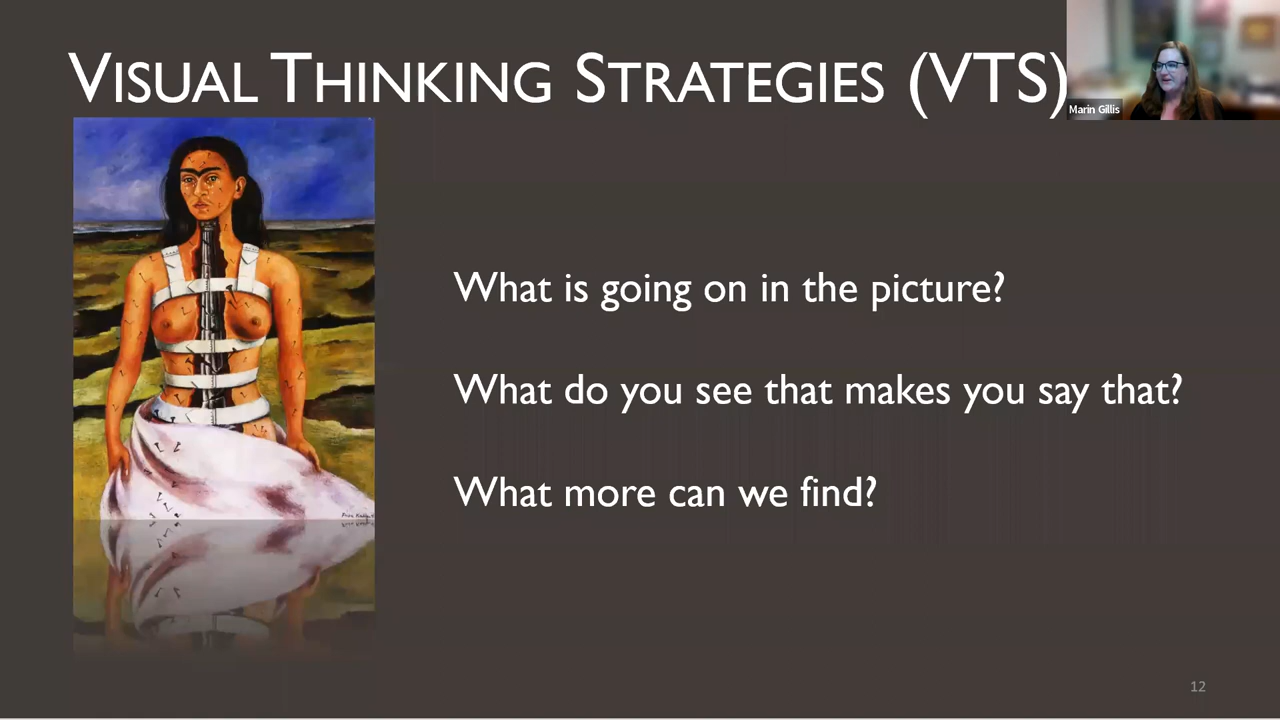 VISUAL THINKING STRATEGIES (VTS)
Marin Gillis
What is going on in the picture?
What do you see that makes you say that?
What more can we find?
12